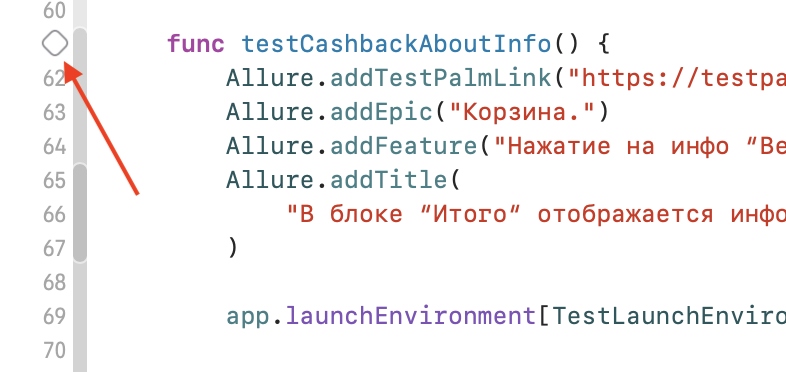 60
func testCashbackAboutInfo() {
62 Allure.addTestPalmLink("https://testpa
63 Allure.addEpic("Корзина.")
64 Allure.addFeature("Нажатие на инфо “Ве
65 Allure.addTitle(
66 "В блоке “Итого“ отображается инфо
67 )
68
69 app.launchEnvironment[TestLaunchEnviro
70